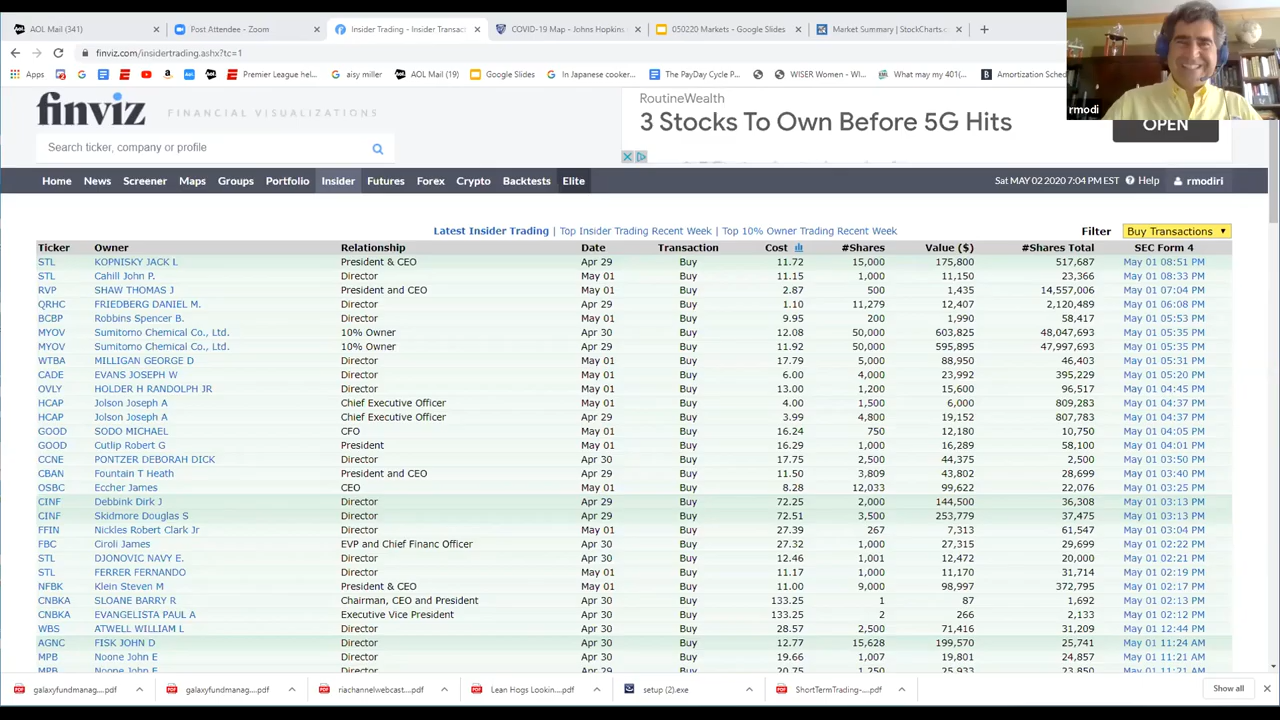 AOL Mail (341)
Post Attendee - Zoom
Insider Trading - Insider Transac
COVID-19 Map - Johns Hopkins
050220 Markets - Google Slides
Market Summary | StockCharts.c
finviz.com/insidertrading.ashx?tc=1
Apps
Premier League hel...
aisy miller
AOL Mail (19)
Google Slides
In Japanese cooker...
The PayDay Cycle P...
WISER Women - WI...
What may my 401(
Amortization Sched
rmodi
finviz FINANCIAL VISUALIZATIONS
RoutineWealth
3 Stocks To Own Before 5G Hits
OPEN
Search ticker, company or profile
Home News Screener Maps Groups Portfolio Insider Futures Forex Crypto Backtests Elite
Sat MAY 02 2020 7:04 PM EST Help rmodiri
Latest Insider Trading | Top Insider Trading Recent Week | Top 10% Owner Trading Recent Week
Filter Buy Transactions
Ticker Owner Relationship Date Transaction Cost #Shares Value ($) #Shares Total SEC Form 4
STL KOPNISKY JACK L President & CEO Apr 29 Buy 11.72 15,000 175,800 517,687 May 01 08:51 PM
STL Cahill John P. Director May 01 Buy 11.15 1,000 11,150 23,366 May 01 08:33 PM
RVP SHAW THOMAS J President and CEO May 01 Buy 2.87 500 1,435 14,557,006 May 01 07:04 PM
QRHC FRIEDBERG DANIEL M. Director Apr 29 Buy 1.10 11,279 12,407 2,120,489 May 01 06:08 PM
BCBP Robbins Spencer B. Director May 01 Buy 9.95 200 1,990 58,417 May 01 05:53 PM
MYOV Sumitomo Chemical Co., Ltd. 10% Owner Apr 30 Buy 12.08 50,000 603,825 48,047,693 May 01 05:35 PM
MYOV Sumitomo Chemical Co., Ltd. 10% Owner Apr 29 Buy 11.92 50,000 595,895 47,997,693 May 01 05:35 PM
WTBA MILLIGAN GEORGE D Director May 01 Buy 17.79 5,000 88,950 46,403 May 01 05:31 PM
CADE EVANS JOSEPH W Director May 01 Buy 6.00 4,000 23,992 395,229 May 01 05:20 PM
OVLY HOLDER H RANDOLPH JR Director May 01 Buy 13.00 1,200 15,600 96,517 May 01 04:45 PM
HCAP Jolson Joseph A Chief Executive Officer May 01 Buy 4.00 1,500 6,000 809,283 May 01 04:37 PM
HCAP Jolson Joseph A Chief Executive Officer Apr 29 Buy 3.99 4,800 19,152 807,783 May 01 04:37 PM
GOOD SODO MICHAEL CFO May 01 Buy 16.24 750 12,180 10,750 May 01 04:05 PM
GOOD Cutlip Robert G President May 01 Buy 16.29 1,000 16,289 58,100 May 01 04:01 PM
CCNE PONTZER DEBORAH DICK Director Apr 30 Buy 17.75 2,500 44,375 2,500 May 01 03:50 PM
CBAN Fountain T Heath President and CEO Apr 29 Buy 11.50 3,809 43,802 28,699 May 01 03:40 PM
OSBC Eccher James CEO May 01 Buy 8.28 12,033 99,622 22,076 May 01 03:25 PM
CINF Debbink Dirk J Director Apr 29 Buy 72.25 2,000 144,500 36,308 May 01 03:13 PM
CINF Skidmore Douglas S Director Apr 29 Buy 72.51 3,500 253,779 37,475 May 01 03:13 PM
FFIN Nickles Robert Clark Jr Director May 01 Buy 27.39 267 7,313 61,547 May 01 03:04 PM
FBC Ciroli James EVP and Chief Financ Officer Apr 30 Buy 27.32 1,000 27,315 29,699 May 01 02:22 PM
STL DJONOVIC NAVY E. Director Apr 30 Buy 12.46 1,001 12,472 20,000 May 01 02:21 PM
STL FERRER FERNANDO Director May 01 Buy 11.17 1,000 11,170 31,714 May 01 02:19 PM
NFBK Klein Steven M President & CEO May 01 Buy 11.00 9,000 98,997 372,795 May 01 02:17 PM
CNBKA SLOANE BARRY R Chairman, CEO and President Apr 30 Buy 133.25 1 87 1,692 May 01 02:13 PM
CNBKA EVANGELISTA PAUL A Executive Vice President Apr 30 Buy 133.25 2 266 2,133 May 01 02:12 PM
WBS ATWELL WILLIAM L Director Apr 30 Buy 28.57 2,500 71,416 31,209 May 01 12:44 PM
AGNC FISK JOHN D Director Apr 29 Buy 12.77 15,628 199,570 25,741 May 01 11:24 AM
MPB Noone John E Director Apr 30 Buy 19.66 1,007 19,801 24,857 May 01 11:21 AM
MPB Noone John E Director Apr 29 Buy 20.75 1,250 25,933 23,850 May 01 11:21 AM
galaxyfundmanag....pdf
galaxyfundmanag....pdf
riachannelwebcast....pdf
Lean Hogs Lookin....pdf
setup (2).exe
ShortTermTrading-....pdf
Show all